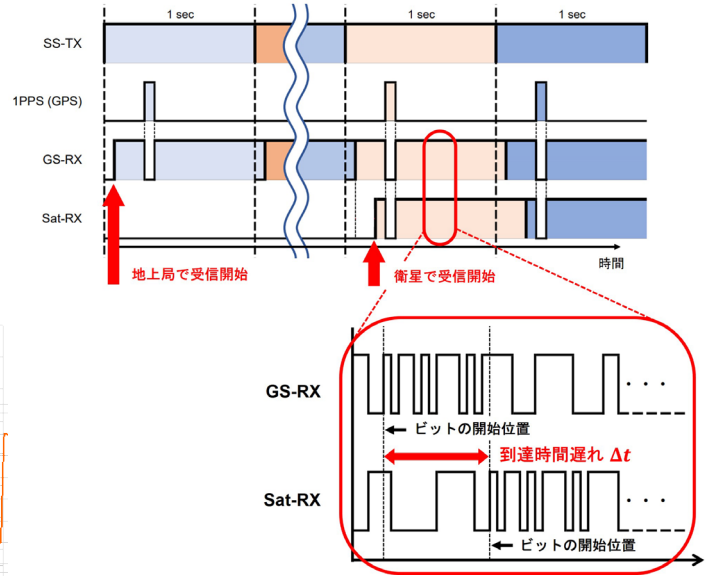 1 sec 1 sec 1 sec
SS-TX
1PPS (GPS)
GS-RX
Sat-RX
時間
地上局で受信開始
衛星で受信開始
GS-RX
ビットの開始位置
到達時間遅れ Δt
Sat-RX
ビットの開始位置